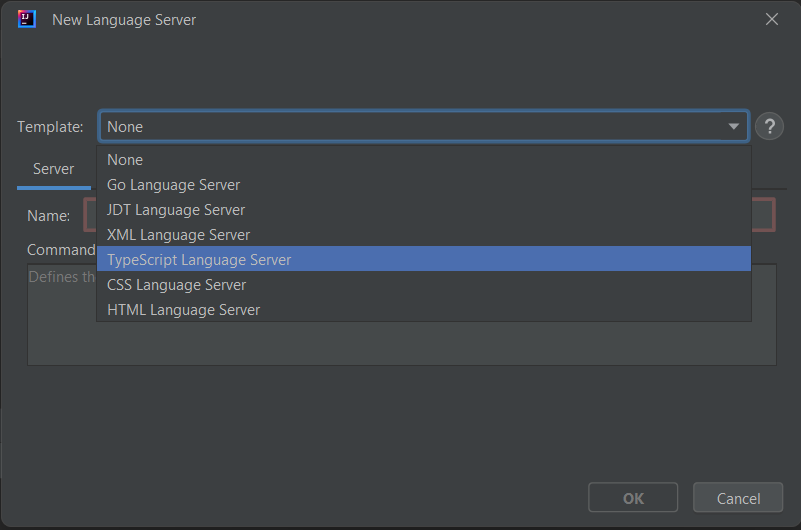 New Language Server
Template: None
None
Server
Go Language Server
JDT Language Server
Name:
XML Language Server
Command
TypeScript Language Server
Defines th
CSS Language Server
HTML Language Server
OK Cancel